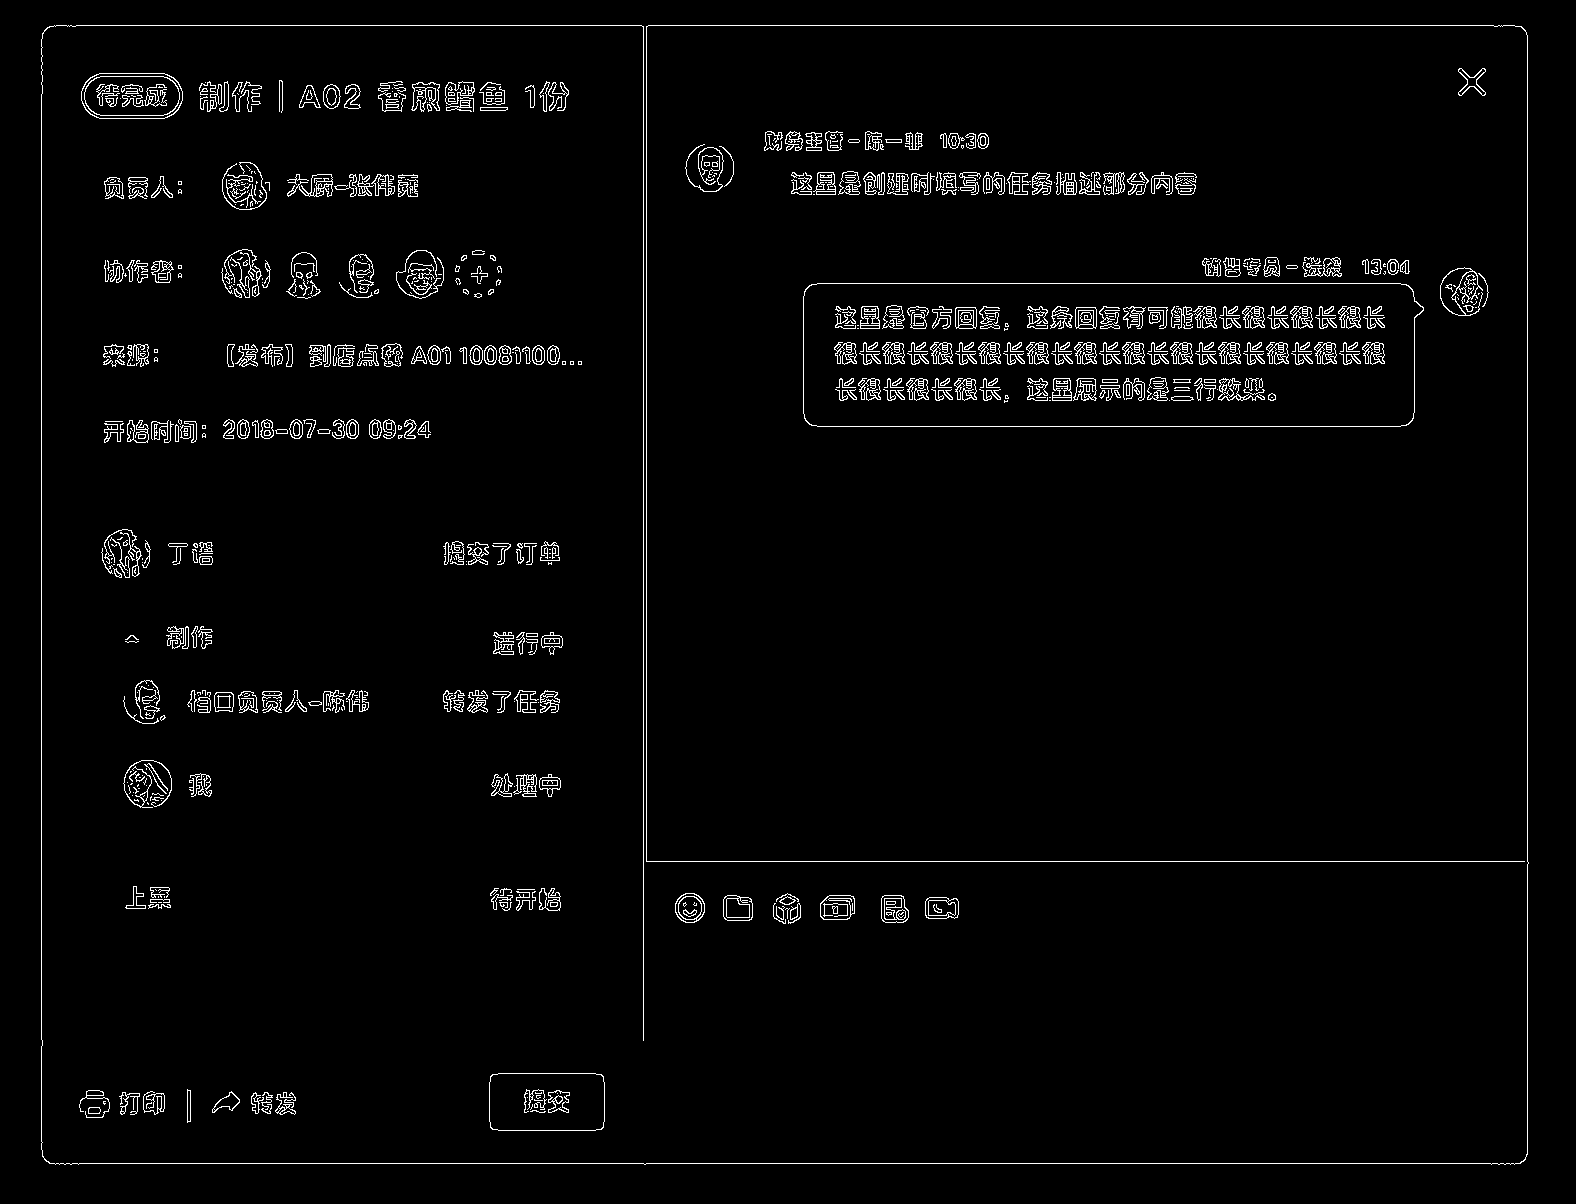 待完成 制作 | A02 香煎鳕鱼 1份
负责人： 大厨-张伟
协作者：
来源： 【发布】到店点餐 A01 10081100...
开始时间： 2018-07-30 09:24
丁谐 提交了订单
制作 进行中
档口负责人-陈伟 转发了任务
我 处理中
上菜 待开始
打印 | 转发 提交
财务主管-陈一菲 10:30
这里是创建时填写的任务描述部分内容
销售专员- 13:04
这里是官方回复，这条回复有可能很长很长很长很长
很长很长很长很长很长很长很长很长很长很长很长很
长很长很长很长，这里展示的是三行效果。